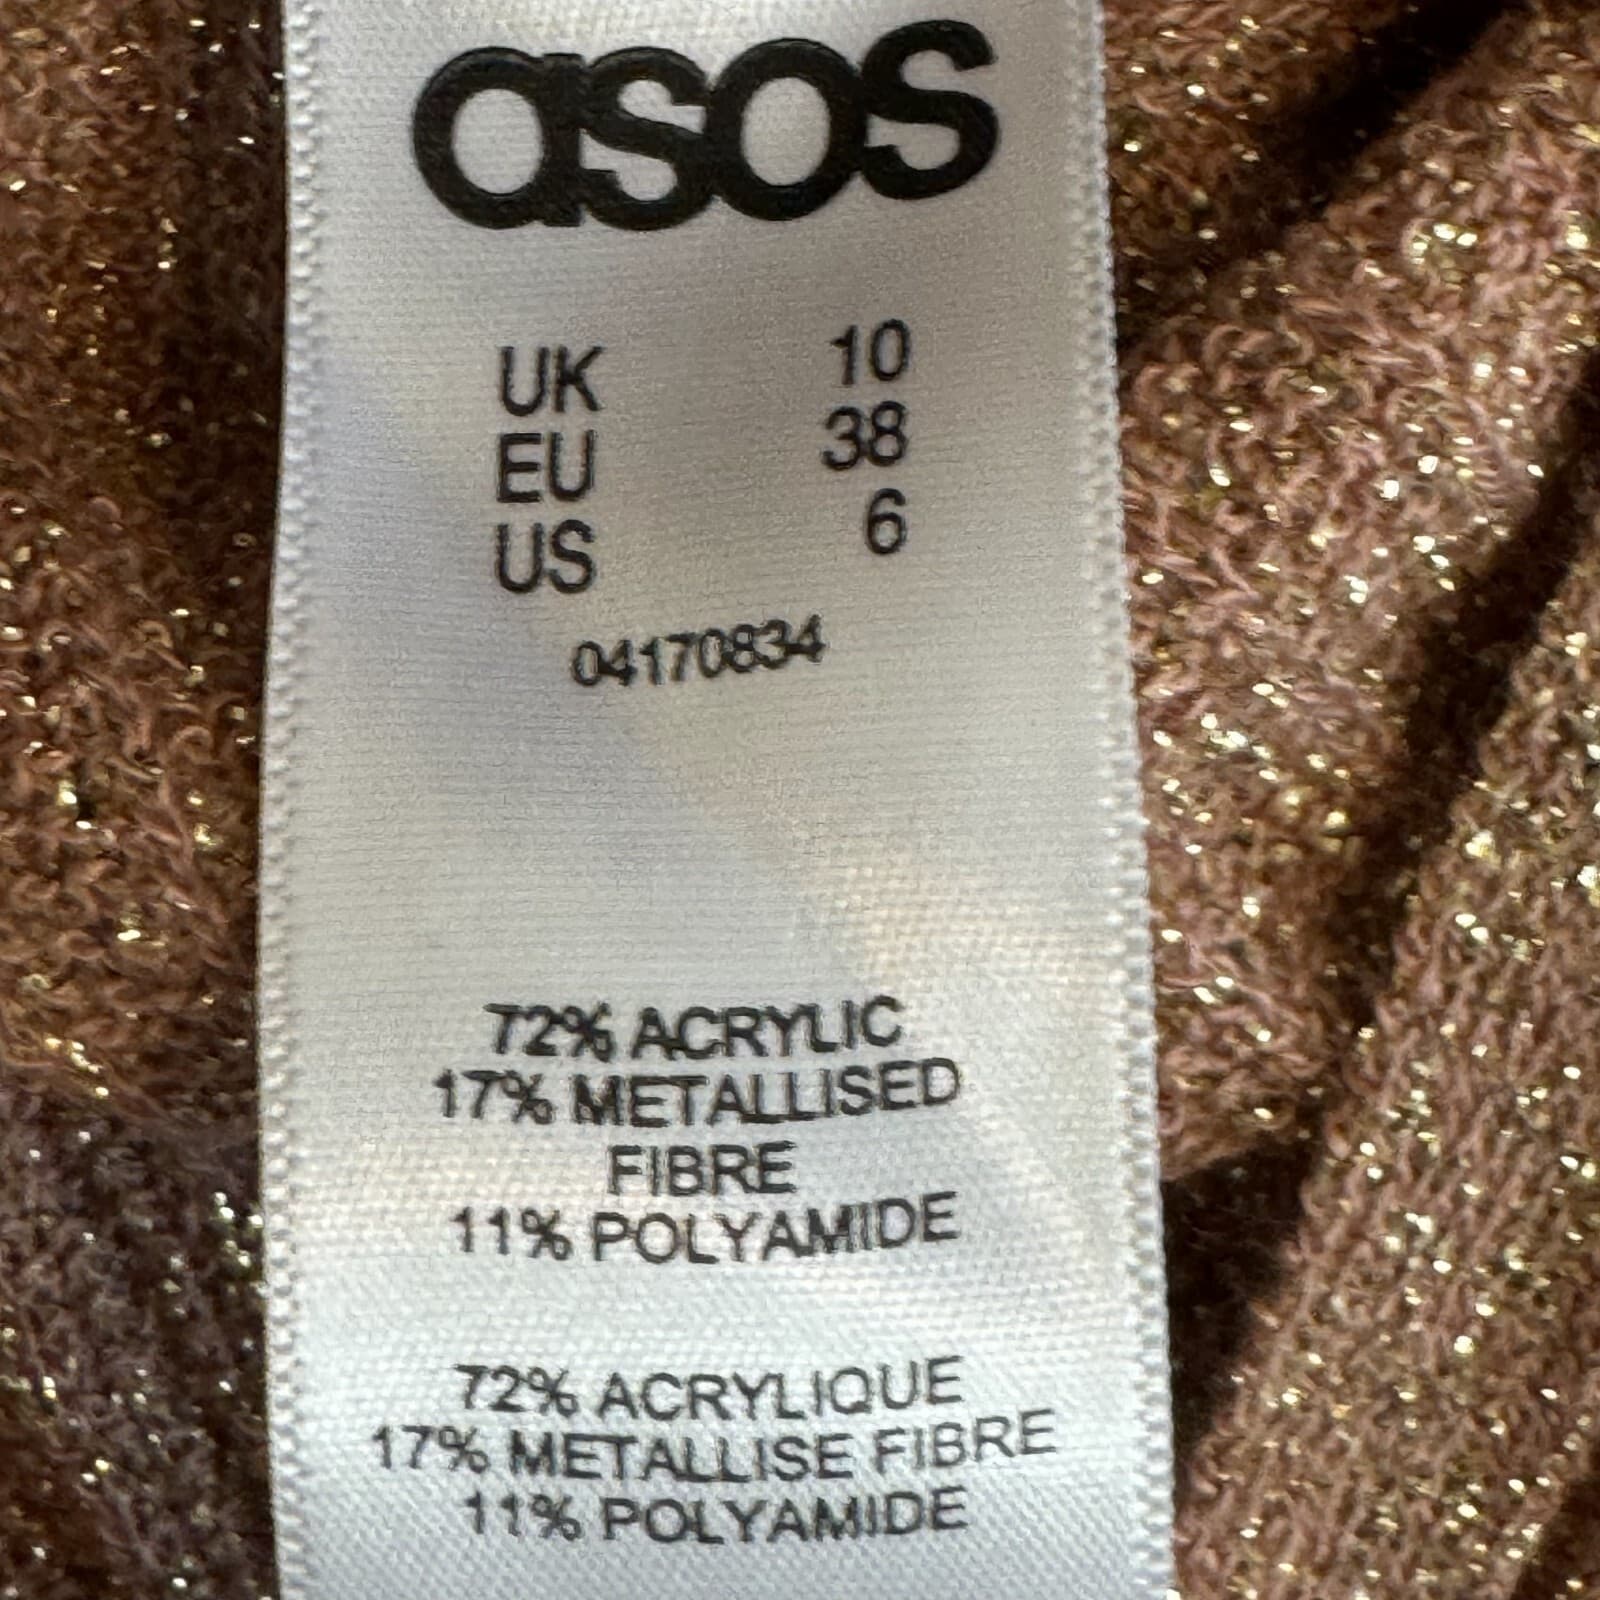 asos
UK 10
EU 38
US 6
04170834
72% ACRYLIC
17% METALLISED
FIBRE
11% POLYAMIDE
72% ACRYLIQUE
17% METALLISE FIBRE
11% POLYAMIDE